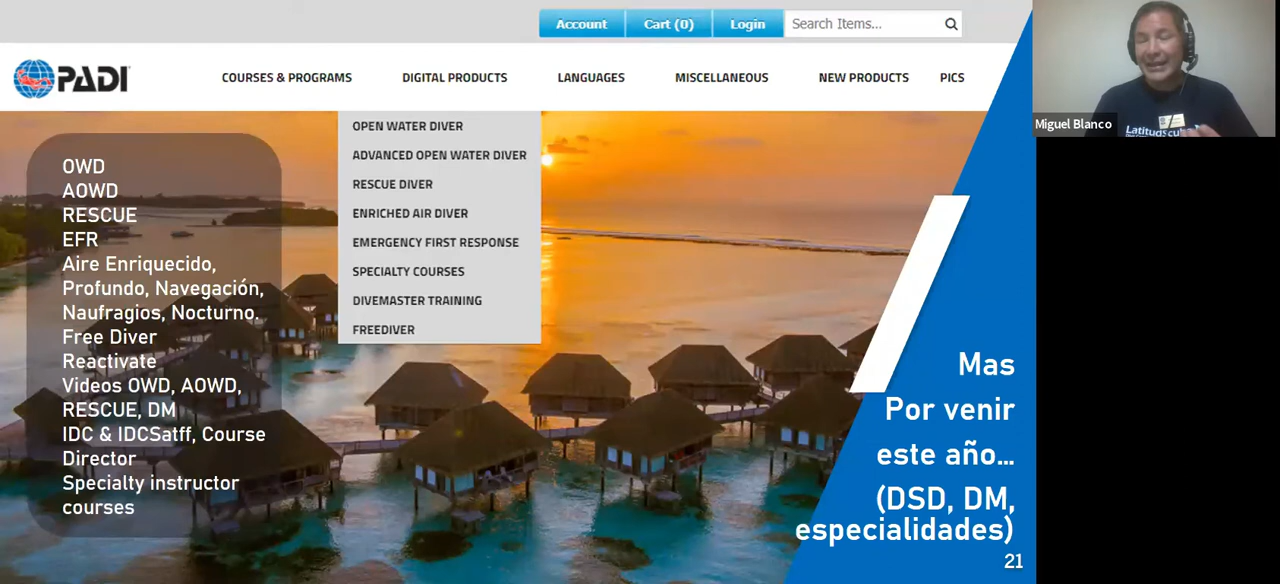 Account Cart (0) Login Search Items...
PADI
COURSES & PROGRAMS DIGITAL PRODUCTS LANGUAGES MISCELLANEOUS NEW PRODUCTS PICS
OPEN WATER DIVER
ADVANCED OPEN WATER DIVER
RESCUE DIVER
ENRICHED AIR DIVER
EMERGENCY FIRST RESPONSE
SPECIALTY COURSES
DIVEMASTER TRAINING
FREEDIVER
OWD
AOWD
RESCUE
EFR
Aire Enriquecido,
Profundo, Navegación,
Naufragios, Nocturno.
Free Diver
Reactivate
Videos OWD, AOWD,
RESCUE, DM
IDC & IDCSatff, Course
Director
Specialty instructor
courses
Mas
Por venir
este año...
(DSD, DM,
especialidades)
21
Miguel Blanco